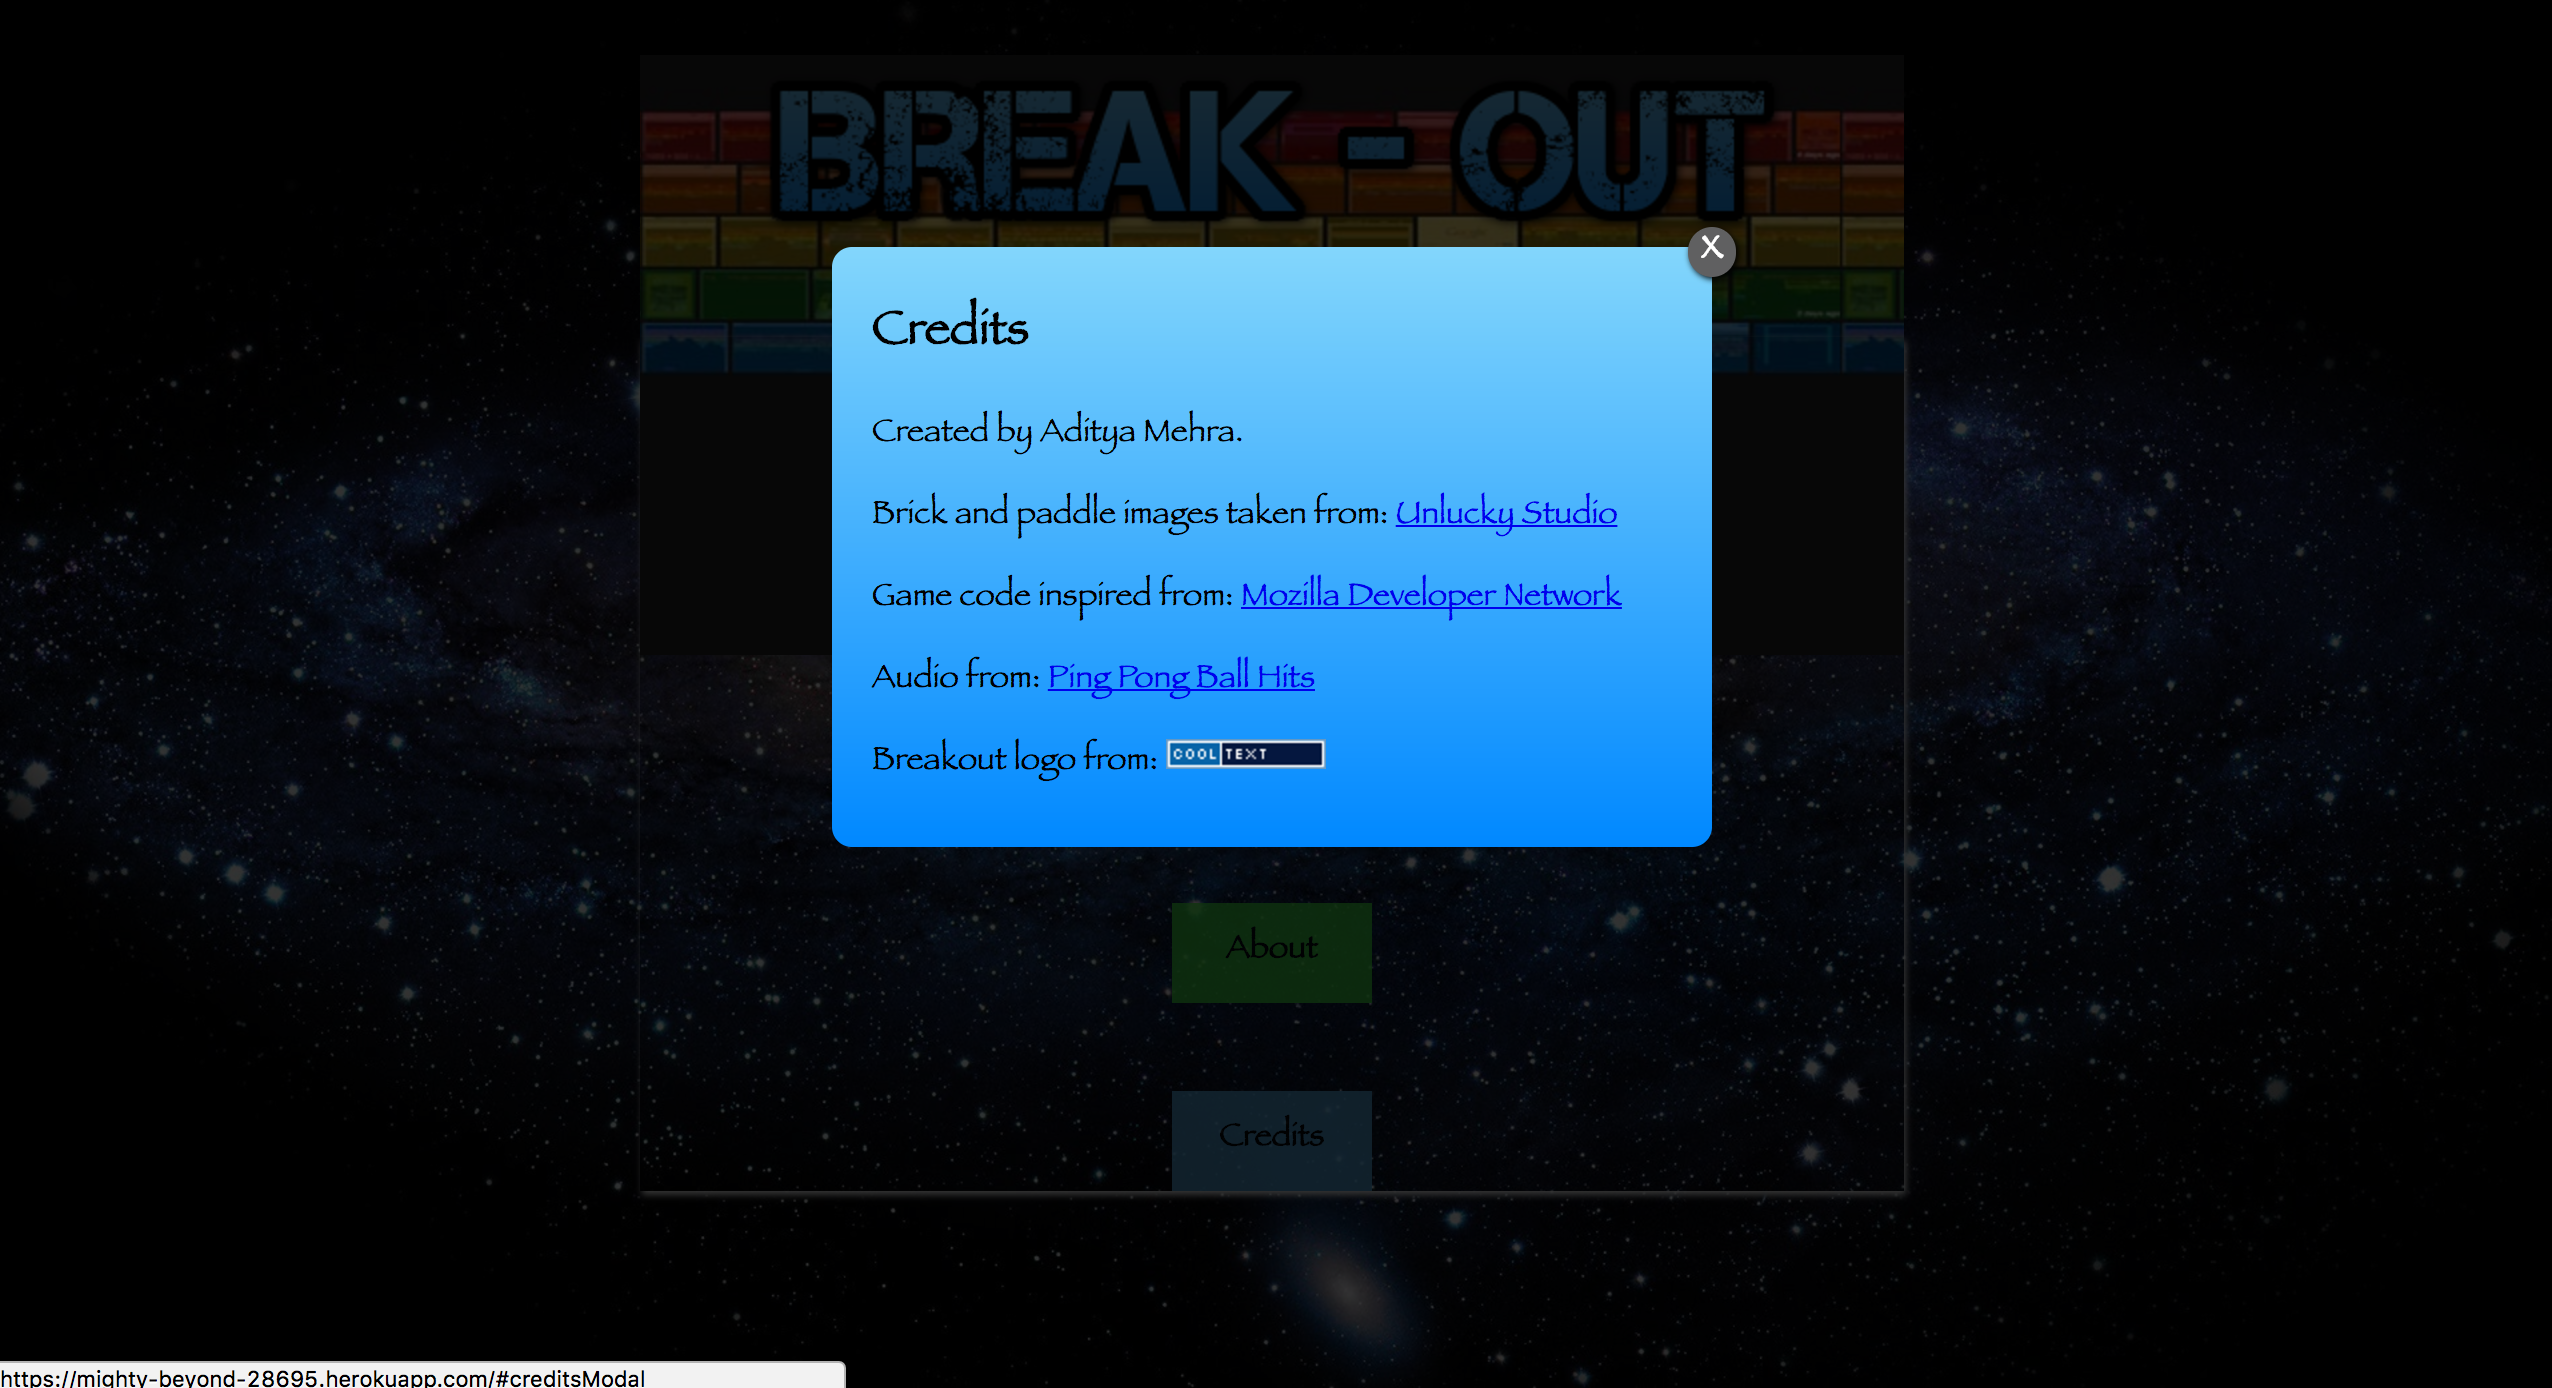 BREAK - OUT
X
Credits
Created by Aditya Mehra.
Brick and paddle images taken from: Unlucky Studio
Game code inspired from: Mozilla Developer Network
Audio from: Ping Pong Ball Hits
Breakout logo from: COOL TEXT
About
Credits
https://mighty-beyond-28695.herokuapp.com/#creditsModal